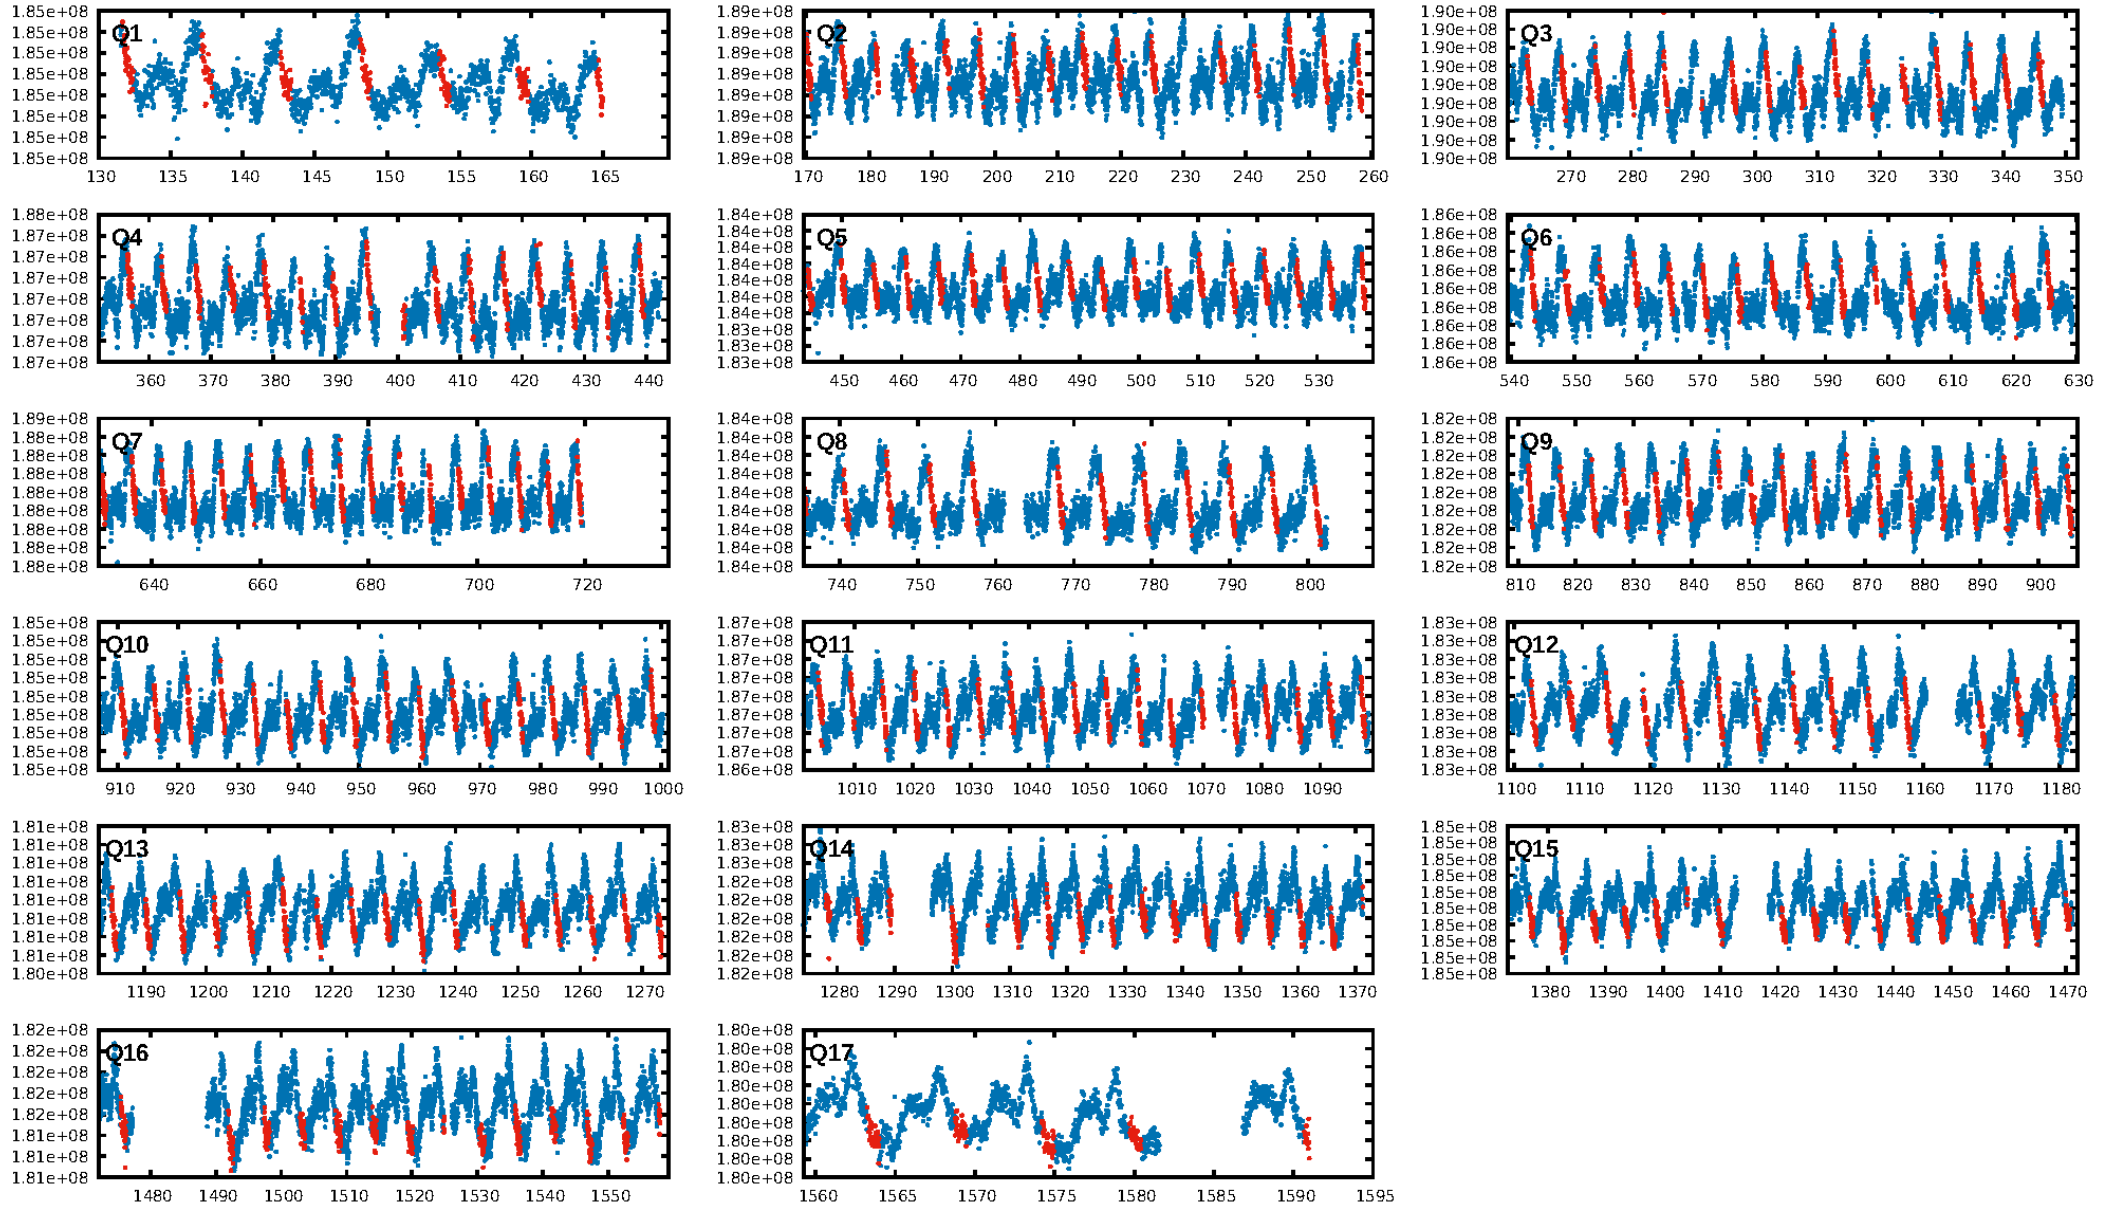 Q1
1.85e+08
1.85e+08
1.85e+08
1.85e+08
1.85e+08
1.85e+08
1.85e+08
1.85e+08
130 135 140 145 150 155 160 165
Q2
1.89e+08
1.89e+08
1.89e+08
1.89e+08
1.89e+08
1.89e+08
1.89e+08
1.89e+08
170 180 190 200 210 220 230 240 250 260
Q3
1.90e+08
1.90e+08
1.90e+08
1.90e+08
1.90e+08
1.90e+08
1.90e+08
1.90e+08
1.90e+08
270 280 290 300 310 320 330 340 350
Q4
1.88e+08
1.87e+08
1.87e+08
1.87e+08
1.87e+08
1.87e+08
1.87e+08
1.87e+08
360 370 380 390 400 410 420 430 440
Q5
1.84e+08
1.84e+08
1.84e+08
1.84e+08
1.84e+08
1.84e+08
1.84e+08
1.83e+08
1.83e+08
1.83e+08
450 460 470 480 490 500 510 520 530
Q6
1.86e+08
1.86e+08
1.86e+08
1.86e+08
1.86e+08
1.86e+08
1.86e+08
1.86e+08
1.86e+08
540 550 560 570 580 590 600 610 620 630
Q7
1.89e+08
1.88e+08
1.88e+08
1.88e+08
1.88e+08
1.88e+08
1.88e+08
1.88e+08
1.88e+08
640 660 680 700 720
Q8
1.84e+08
1.84e+08
1.84e+08
1.84e+08
1.84e+08
1.84e+08
1.84e+08
1.84e+08
1.84e+08
740 750 760 770 780 790 800
Q9
1.82e+08
1.82e+08
1.82e+08
1.82e+08
1.82e+08
1.82e+08
1.82e+08
1.82e+08
1.82e+08
810 820 830 840 850 860 870 880 890 900
Q10
1.85e+08
1.85e+08
1.85e+08
1.85e+08
1.85e+08
1.85e+08
1.85e+08
1.85e+08
1.85e+08
910 920 930 940 950 960 970 980 990 1000
Q11
1.87e+08
1.87e+08
1.87e+08
1.87e+08
1.87e+08
1.87e+08
1.87e+08
1.87e+08
1.86e+08
1010 1020 1030 1040 1050 1060 1070 1080 1090
Q12
1.83e+08
1.83e+08
1.83e+08
1.83e+08
1.83e+08
1.83e+08
1.83e+08
1.83e+08
1.83e+08
1100 1110 1120 1130 1140 1150 1160 1170 1180
Q13
1.81e+08
1.81e+08
1.81e+08
1.81e+08
1.81e+08
1.81e+08
1.81e+08
1.81e+08
1.80e+08
1190 1200 1210 1220 1230 1240 1250 1260 1270
Q14
1.83e+08
1.83e+08
1.83e+08
1.82e+08
1.82e+08
1.82e+08
1.82e+08
1.82e+08
1.82e+08
1280 1290 1300 1310 1320 1330 1340 1350 1360 1370
Q15
1.85e+08
1.85e+08
1.85e+08
1.85e+08
1.85e+08
1.85e+08
1.85e+08
1.85e+08
1.85e+08
1.85e+08
1380 1390 1400 1410 1420 1430 1440 1450 1460 1470
Q16
1.82e+08
1.82e+08
1.82e+08
1.82e+08
1.82e+08
1.81e+08
1.81e+08
1.81e+08
1480 1490 1500 1510 1520 1530 1540 1550
Q17
1.80e+08
1.80e+08
1.80e+08
1.80e+08
1.80e+08
1.80e+08
1.80e+08
1.80e+08
1.80e+08
1560 1565 1570 1575 1580 1585 1590 1595